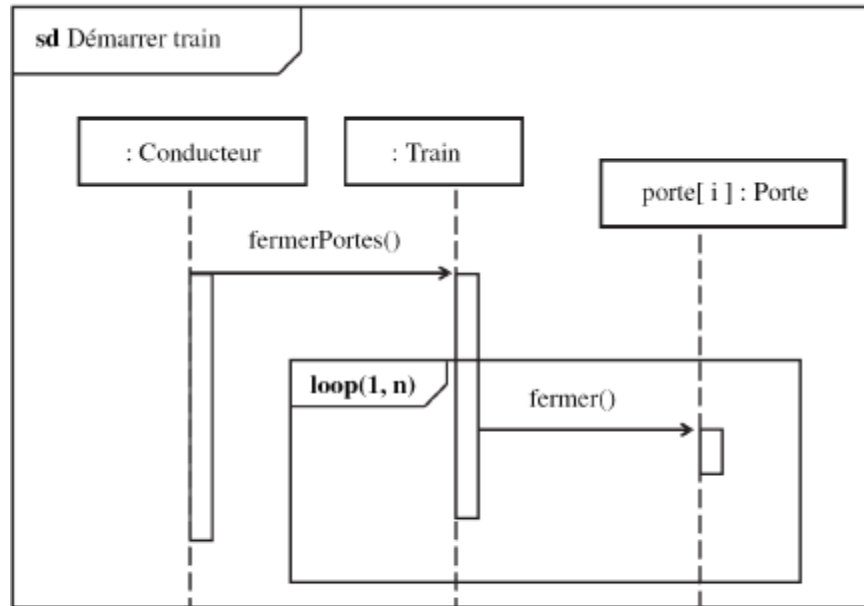 sd Démarrer train
: Conducteur
: Train
porte[ i ] : Porte
fermerPortes()
loop(1, n)
fermer()